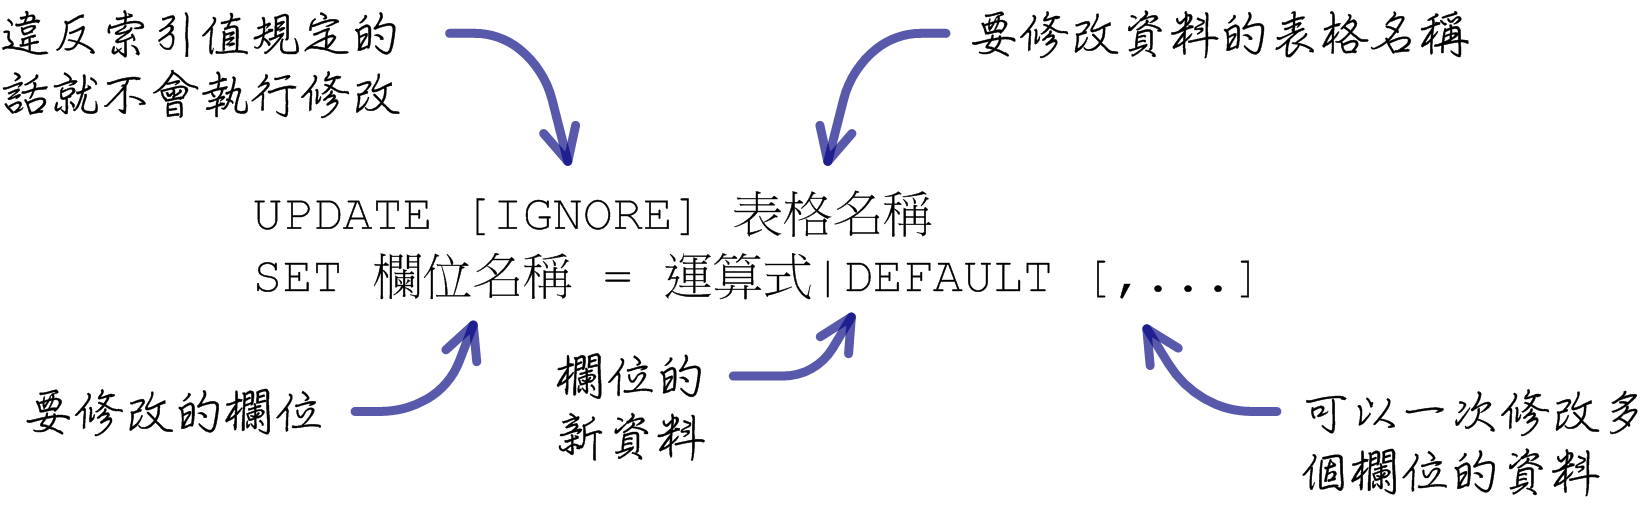 違反索引值規定的
話就不會執行修改
要修改資料的表格名稱
UPDATE [IGNORE] 表格名稱
SET 欄位名稱 = 運算式|DEFAULT [,...]
要修改的欄位
欄位的
新資料
可以一次修改多
個欄位的資料